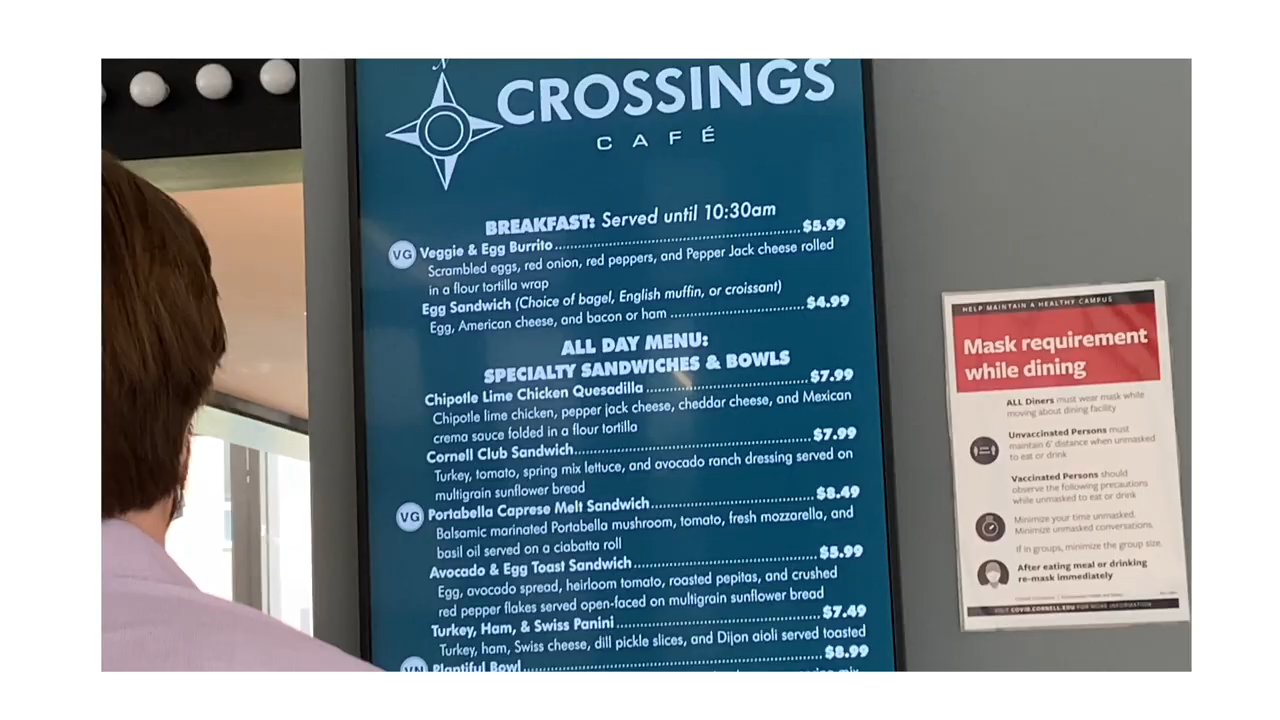 N
CROSSINGS
CAFÉ
BREAKFAST: Served until 10:30am
VG Veggie & Egg Burrito $5.99
Scrambled eggs, red onion, red peppers, and Pepper Jack cheese rolled
in a flour tortilla wrap
Egg Sandwich (Choice of bagel, English muffin, or croissant)
Egg, American cheese, and bacon or ham $4.99
ALL DAY MENU:
SPECIALTY SANDWICHES & BOWLS
Chipotle Lime Chicken Quesadilla $7.99
Chipotle lime chicken, pepper jack cheese, cheddar cheese, and Mexican
crema sauce folded in a flour tortilla
Cornell Club Sandwich $7.99
Turkey, tomato, spring mix lettuce, and avocado ranch dressing served on
multigrain sunflower bread
VG Portabella Caprese Melt Sandwich $8.49
Balsamic marinated Portabella mushroom, tomato, fresh mozzarella, and
basil oil served on a ciabatta roll
Avocado & Egg Toast Sandwich $5.99
Egg, avocado spread, heirloom tomato, roasted pepitas, and crushed
red pepper flakes served open-faced on multigrain sunflower bread
Turkey, Ham, & Swiss Panini $7.49
Turkey, ham, Swiss cheese, dill pickle slices, and Dijon aioli served toasted
VN Plantiful Bowl $8.99
HELP MAINTAIN A HEALTHY CAMPUS
Mask requirement
while dining
ALL Diners must wear mask while
moving about dining facility
Unvaccinated Persons must
maintain 6' distance when unmasked
to eat or drink
Vaccinated Persons should
observe the following precautions
while unmasked to eat or drink
Minimize your time unmasked.
Minimize unmasked conversations.
If in groups, minimize the group size.
After eating meal or drinking
re-mask immediately
VISIT COVID.CORNELL.EDU FOR MORE INFORMATION